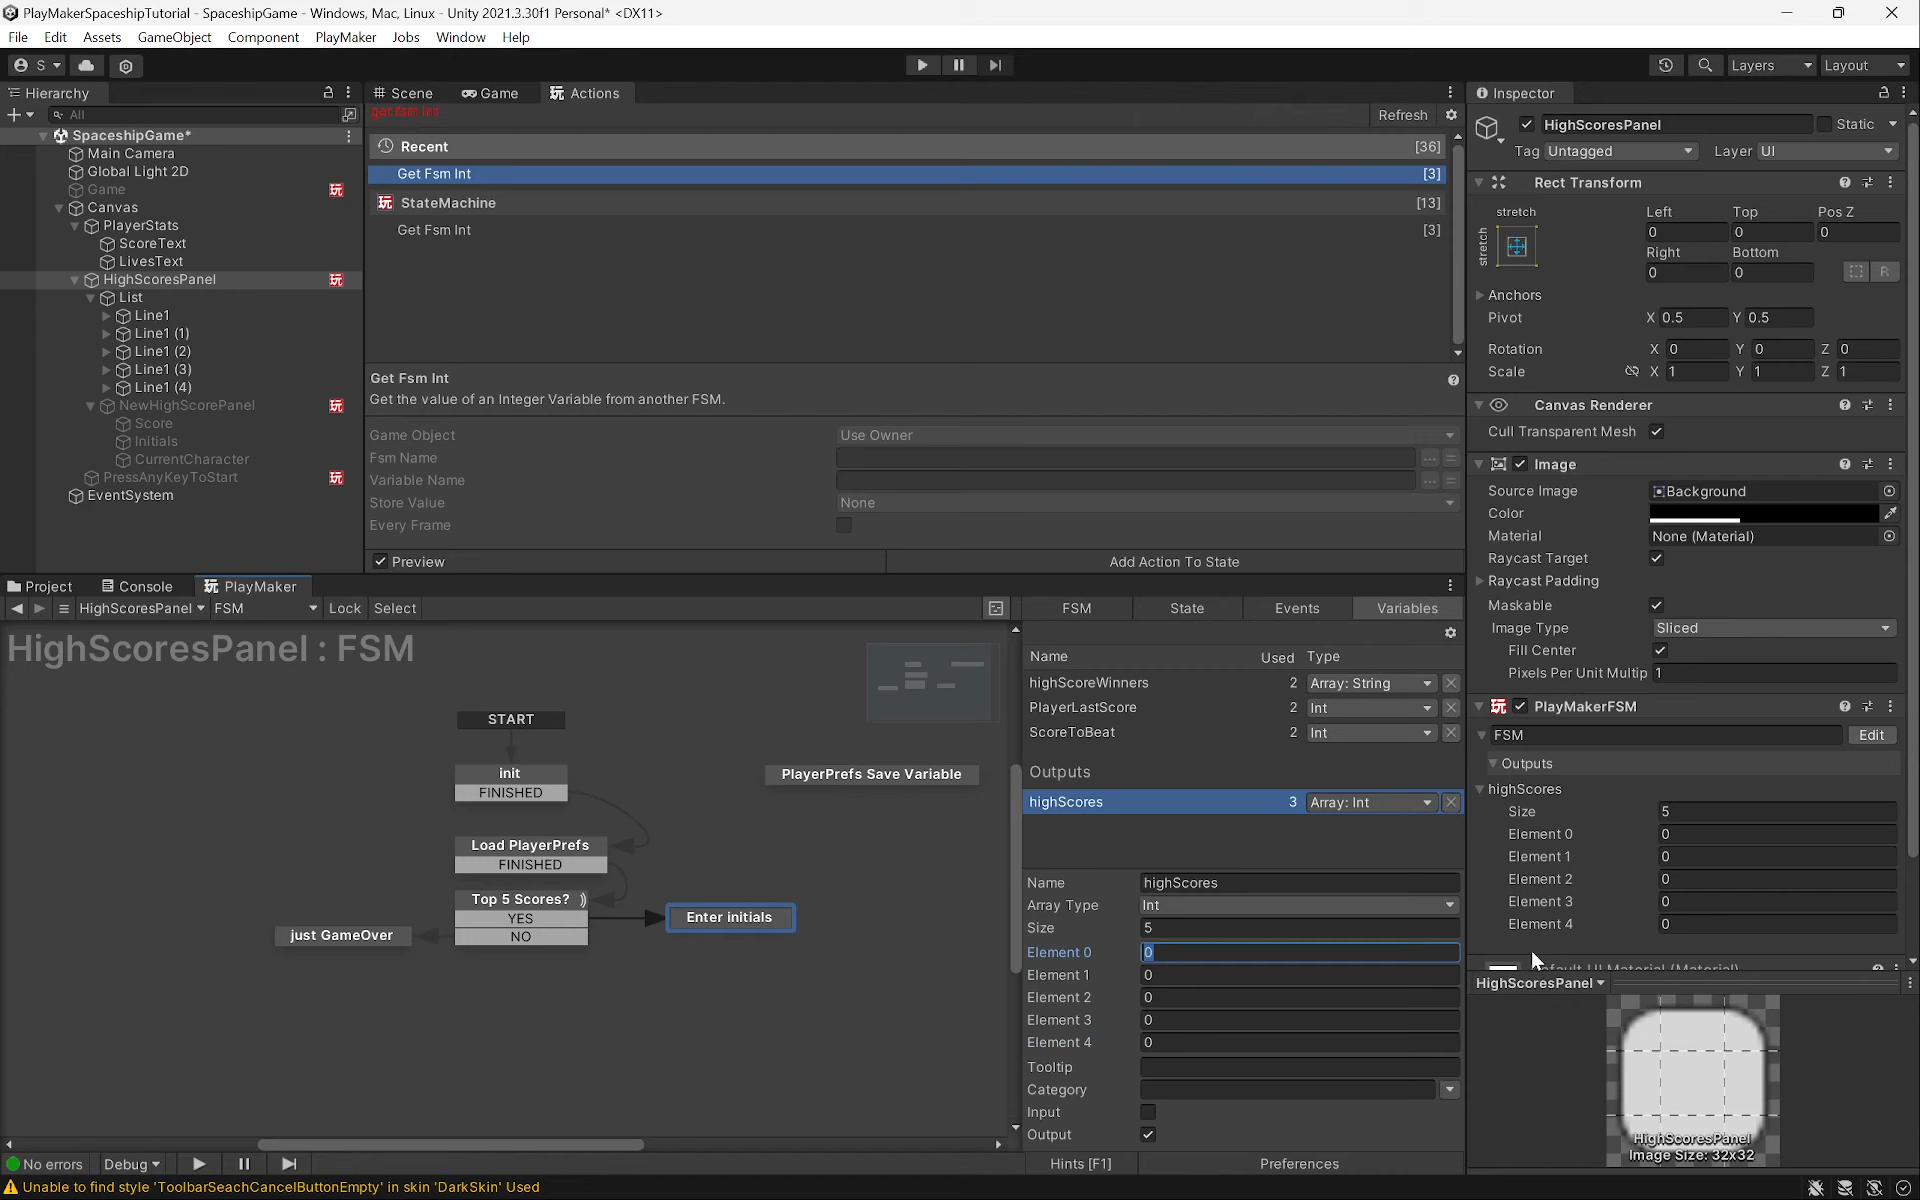 PlayMakerSpaceshipTutorial - SpaceshipGame - Windows, Mac, Linux - Unity 2021.3.30f1 Personal* <DX11>
File Edit Assets GameObject Component PlayMaker Jobs Window Help
S Layers Layout
Hierarchy
All
SpaceshipGame*
Main Camera
Global Light 2D
Game
Canvas
PlayerStats
ScoreText
LivesText
HighScoresPanel
List
Line1
Line1 (1)
Line1 (2)
Line1 (3)
Line1 (4)
NewHighScorePanel
Score
Initials
CurrentCharacter
PressAnyKeyToStart
EventSystem
Scene Game Actions
get fsm int Refresh
Recent [36]
Get Fsm Int [3]
StateMachine [13]
Get Fsm Int [3]
Get Fsm Int
Get the value of an Integer Variable from another FSM.
Game Object Use Owner
Fsm Name
Variable Name
Store Value None
Every Frame
Preview Add Action To State
Project Console PlayMaker
HighScoresPanel FSM Lock Select
HighScoresPanel : FSM
START
init
FINISHED
PlayerPrefs Save Variable
Load PlayerPrefs
FINISHED
Top 5 Scores?
YES
NO
Enter initials
just GameOver
No errors Debug
FSM State Events Variables
Name Used Type
highScoreWinners 2 Array: String
PlayerLastScore 2 Int
ScoreToBeat 2 Int
Outputs
highScores 3 Array: Int
Name highScores
Array Type Int
Size 5
Element 0 0
Element 1 0
Element 2 0
Element 3 0
Element 4 0
Tooltip
Category
Input
Output
Hints [F1] Preferences
Inspector
HighScoresPanel Static
Tag Untagged Layer UI
Rect Transform
stretch
stretch
Left Top Pos Z
0 0 0
Right Bottom
0 0 R
Anchors
Pivot X 0.5 Y 0.5
Rotation X 0 Y 0 Z 0
Scale X 1 Y 1 Z 1
Canvas Renderer
Cull Transparent Mesh
Image
Source Image Background
Color
Material None (Material)
Raycast Target
Raycast Padding
Maskable
Image Type Sliced
Fill Center
Pixels Per Unit Multip 1
PlayMakerFSM
FSM Edit
Outputs
highScores
Size 5
Element 0 0
Element 1 0
Element 2 0
Element 3 0
Element 4 0
HighScoresPanel
HighScoresPanel
Image Size: 32x32
Unable to find style 'ToolbarSeachCancelButtonEmpty' in skin 'DarkSkin' Used